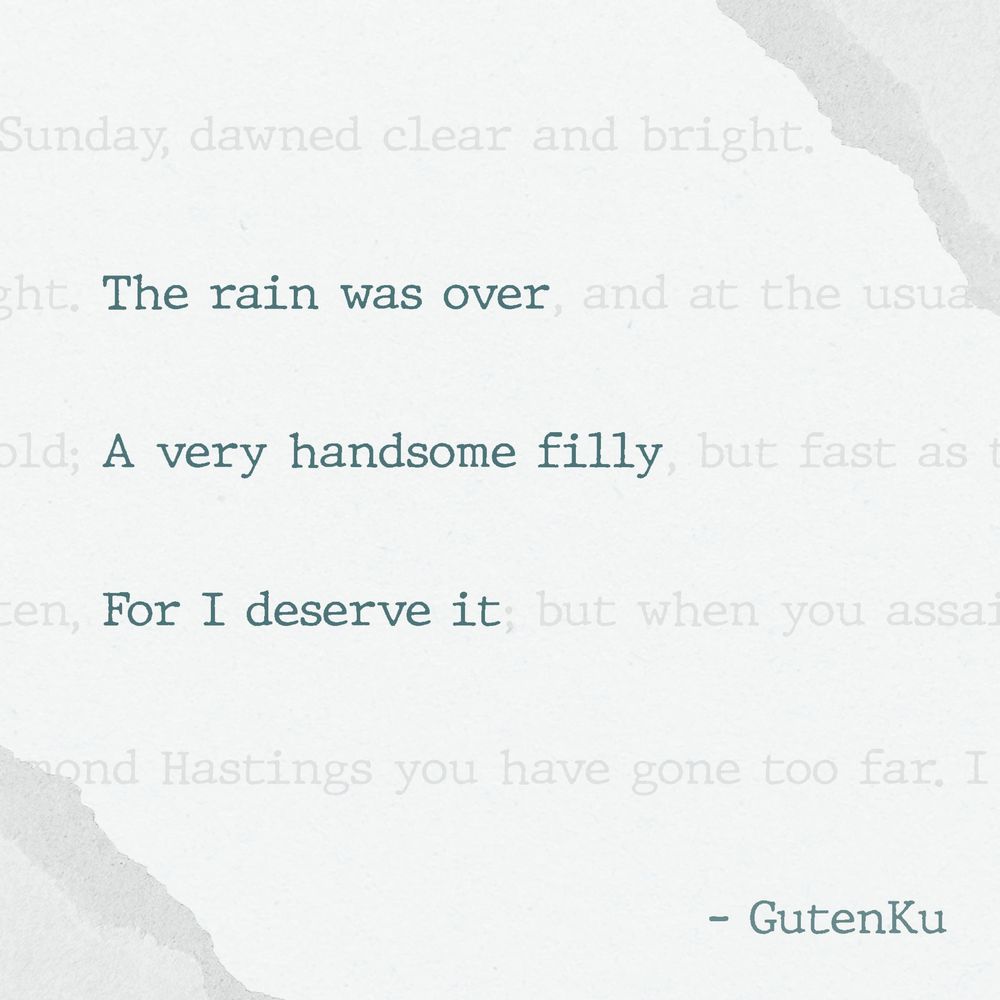 Sunday, dawned clear and bright.
ght. The rain was over, and at the usua
old; A very handsome filly, but fast as t
ten, For I deserve it; but when you assai
mond Hastings you have gone too far. I
- GutenKu